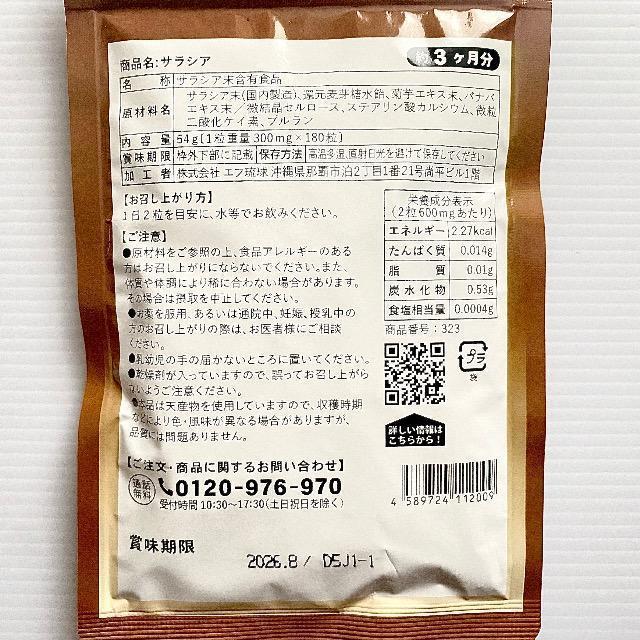 商品名:サラシア
約3ヶ月分
名 称 サラシア末含有食品
原材料名 サラシア末(国内製造)、還元麦芽糖水飴、菊芋エキス末、バナバ
エキス末/微結晶セルロース、ステアリン酸カルシウム、微粒
二酸化ケイ素、プルラン
内 容 量 54g[1粒重量300mg×180粒]
賞味期限 枠外下部に記載 保存方法 高温多湿、直射日光を避けて保存してください
加 工 者 株式会社 エフ琉球 沖縄県那覇市泊2丁目1番21号尚平ビル1階
【お召し上がり方】
1日2粒を目安に、水等でお飲みください。
【ご注意】
●原材料をご参照の上、食品アレルギーのある
方はお召し上がりにならないでください。また、
体質や体調により稀に合わない場合があります。
その場合は摂取を中止してください。
●お薬を服用、あるいは通院中、妊娠、授乳中の
方のお召し上がりの際は、お医者様にご相談
ください。
●乳幼児の手の届かないところに置いてください。
●乾燥剤が入っていますので、誤ってお召し上がら
ないようご注意ください。
●本品は天産物を使用していますので、収穫時期
などにより色・風味が異なる場合がありますが、
品質には問題ありません。
栄養成分表示
(2粒600mgあたり)
エネルギー 2.27kcal
たんぱく質 0.014g
脂 質 0.01g
炭水化物 0.53g
食塩相当量 0.0004g
商品番号:323
プラ
袋
詳しい情報は
こちらから!
【ご注文・商品に関するお問い合わせ】
通話
無料
0120-976-970
受付時間 10:30〜17:30(土日祝日を除く)
4 589724 112009
賞味期限
2026.8/ D5J1-1